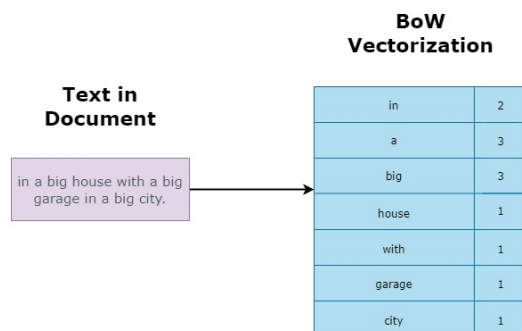 BoW
Vectorization
Text in
Document
in a big house with a big
garage in a big city.
in 2
a 3
big 3
house 1
with 1
garage 1
city 1